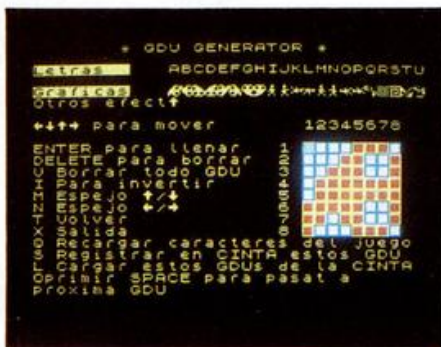 * GDU GENERATOR *
Letras ABCDEFGHIJKLMNOPQRSTU
Graficas
Otros efect↑
←↓↑→ para mover 12345678
ENTER para llenar 1
DELETE para borrar 2
V Borrar todo GDU 3
I Para invertir 4
M Espejo ↑/↓ 5
N Espejo ←/→ 6
T Volver 7
X Salida 8
Q Recargar caracteres del juego
S Registrar en CINTA estos GDU
L Cargar estos GDUs de la CINTA
Oprimir SPACE para pasat a
proxima GDU